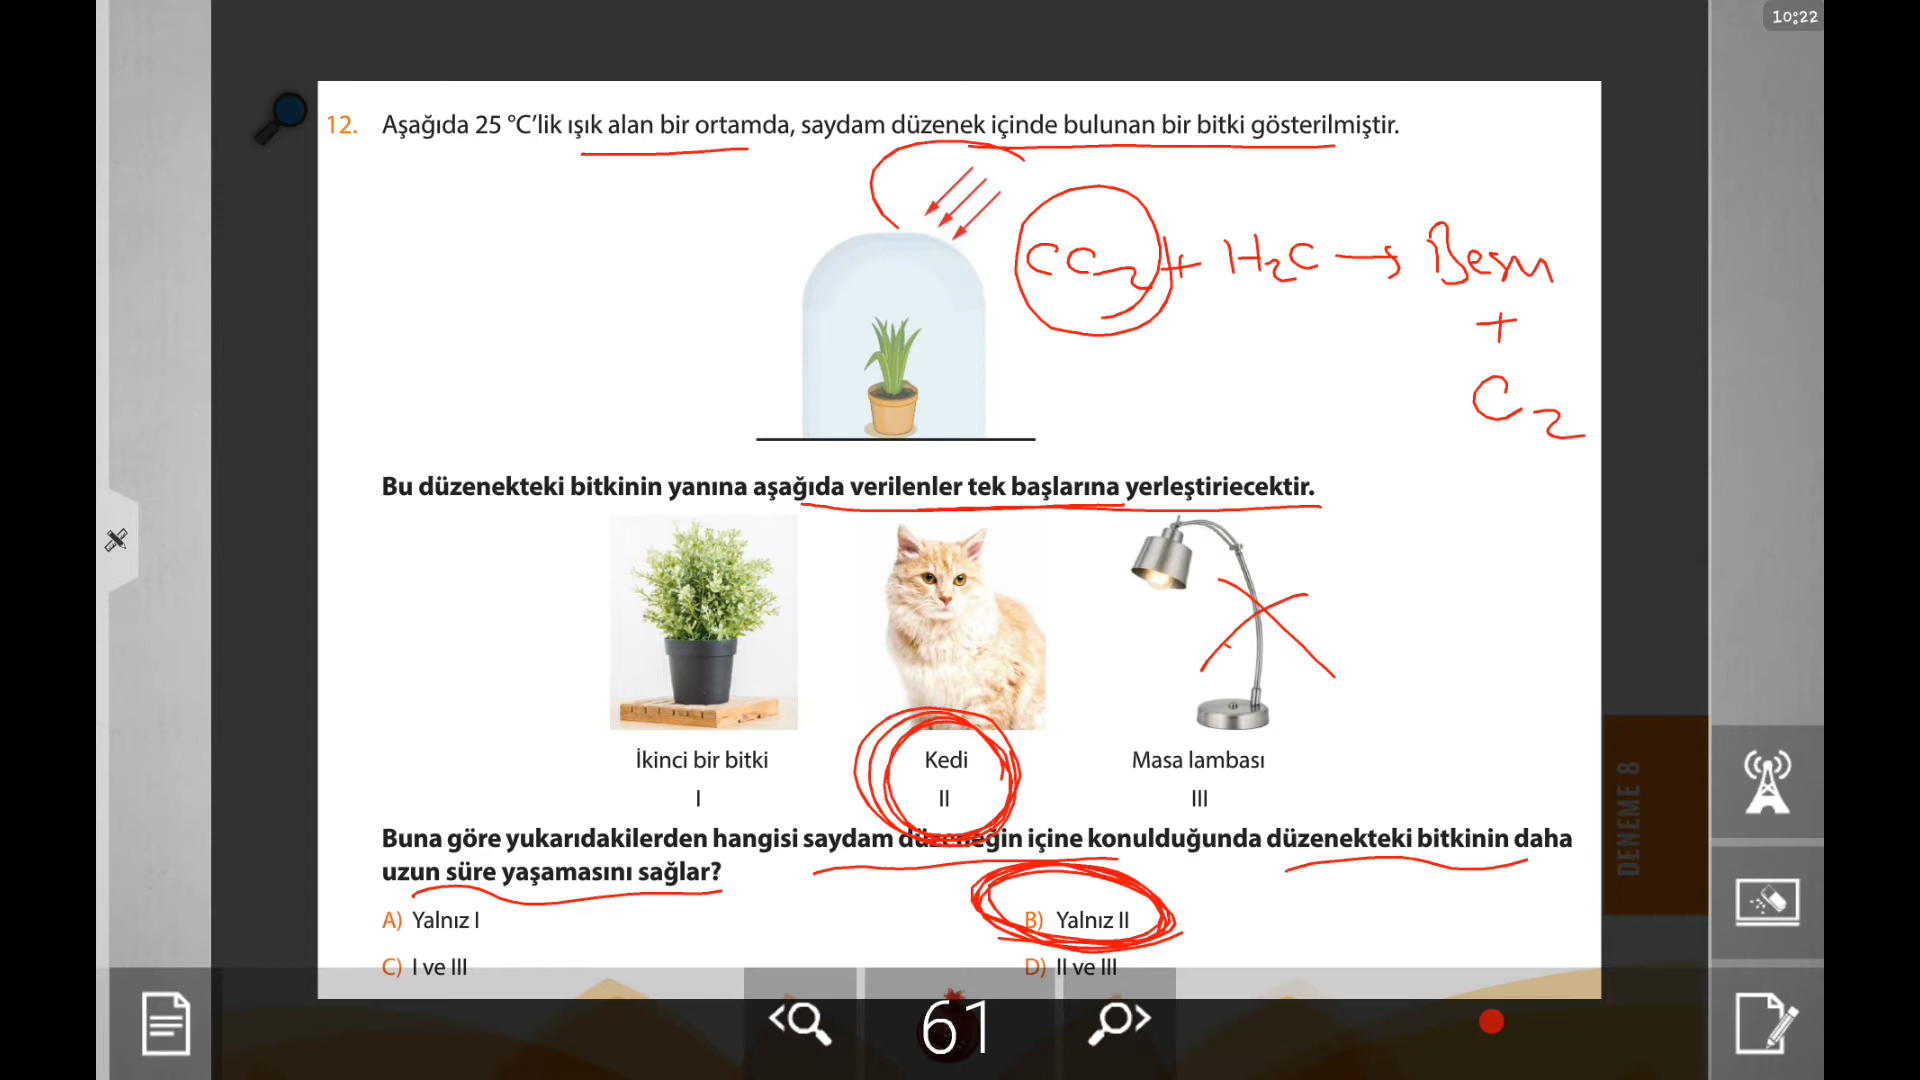 10:22
12. Aşağıda 25 °C'lik ışık alan bir ortamda, saydam düzenek içinde bulunan bir bitki gösterilmiştir.
CO2 + H2O → Besin
+
O2
Bu düzenekteki bitkinin yanına aşağıda verilenler tek başlarına yerleştiriecektir.
İkinci bir bitki Kedi Masa lambası
I II III
Buna göre yukarıdakilerden hangisi saydam düzeneğin içine konulduğunda düzenekteki bitkinin daha
uzun süre yaşamasını sağlar?
A) Yalnız I B) Yalnız II
C) I ve III D) II ve III
DENEME 8
61